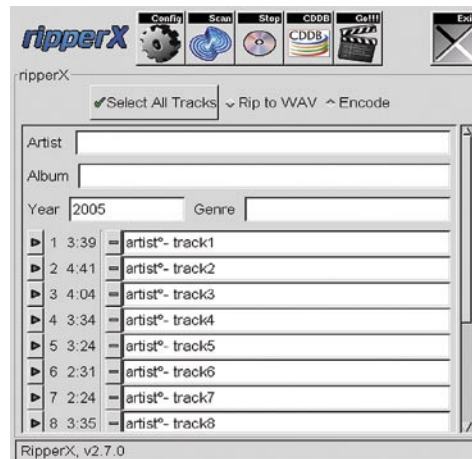 ripperX Config Scan Stop CDDB Go!!! Exi
CDDB
ripperX
Select All Tracks Rip to WAV Encode
Artist
Album
Year 2005 Genre
1 3:39 artist°- track1
2 4:41 artist°- track2
3 4:04 artist°- track3
4 3:34 artist°- track4
5 3:24 artist°- track5
6 2:31 artist°- track6
7 2:24 artist°- track7
8 3:35 artist°- track8
RipperX, v2.7.0